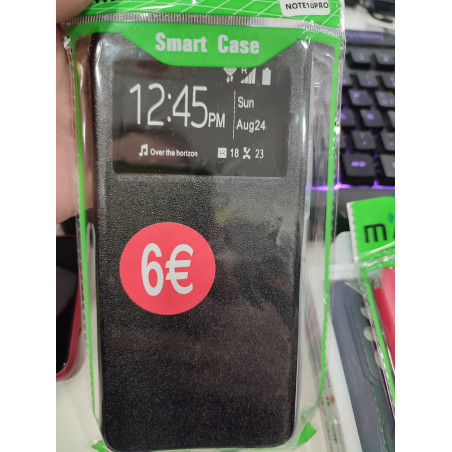 NOTE10PRO
Smart Case
R
12:45PM
Sun
Aug24
Over the horizon
18
23
6€